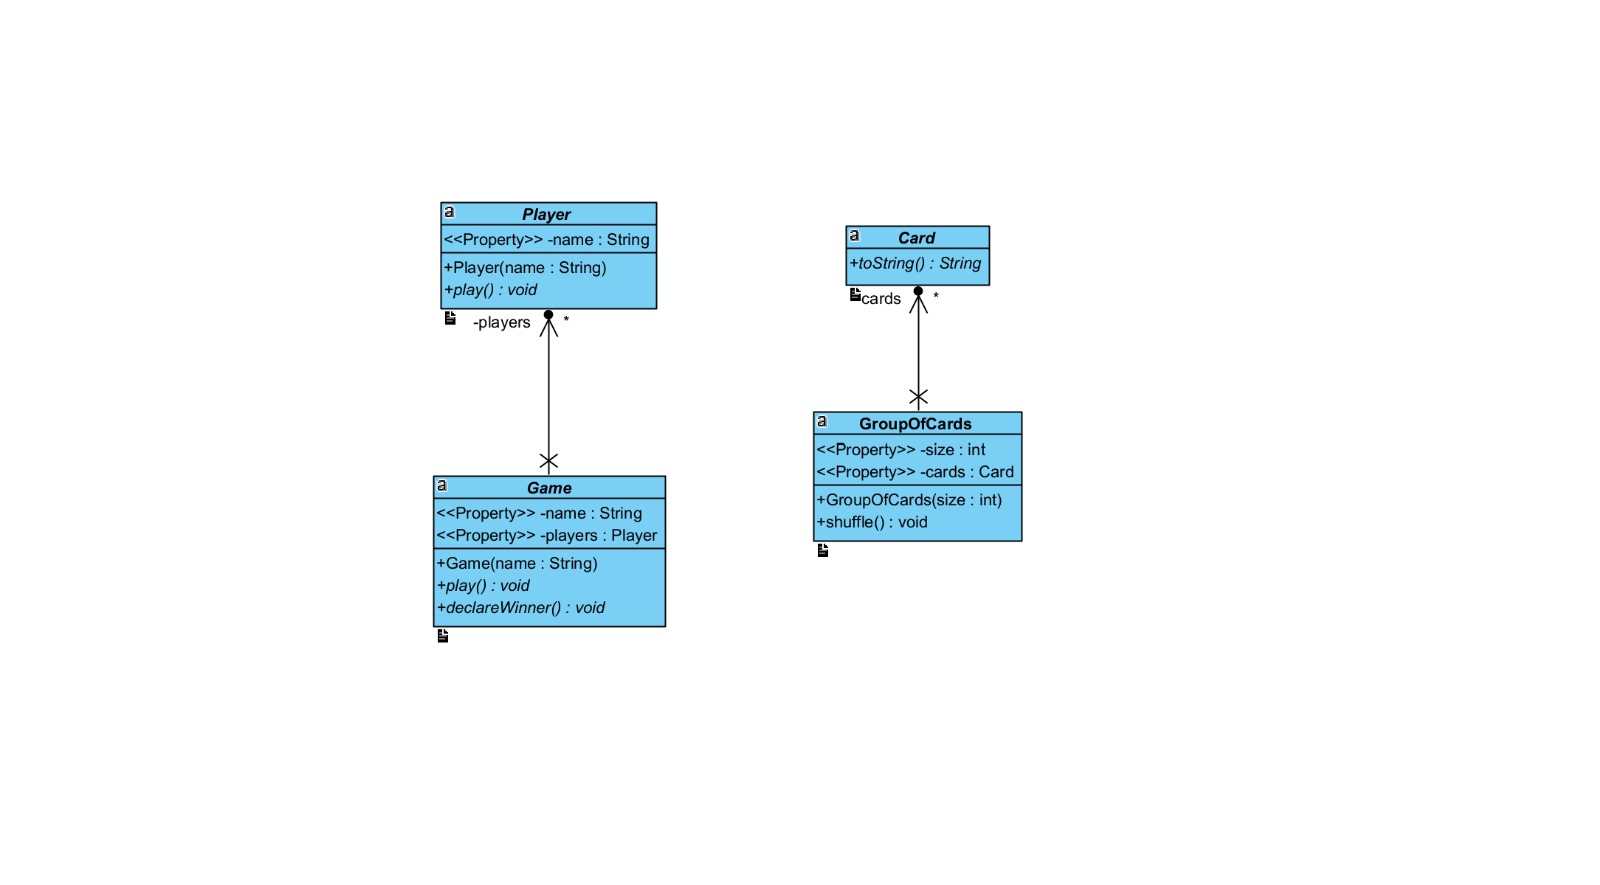 a
Player
<<Property>> -name : String
+Player(name : String)
+play() : void
-players
*
a
Game
<<Property>> -name : String
<<Property>> -players : Player
+Game(name : String)
+play() : void
+declareWinner() : void
a
Card
+toString() : String
cards
*
a
GroupOfCards
<<Property>> -size : int
<<Property>> -cards : Card
+GroupOfCards(size : int)
+shuffle() : void